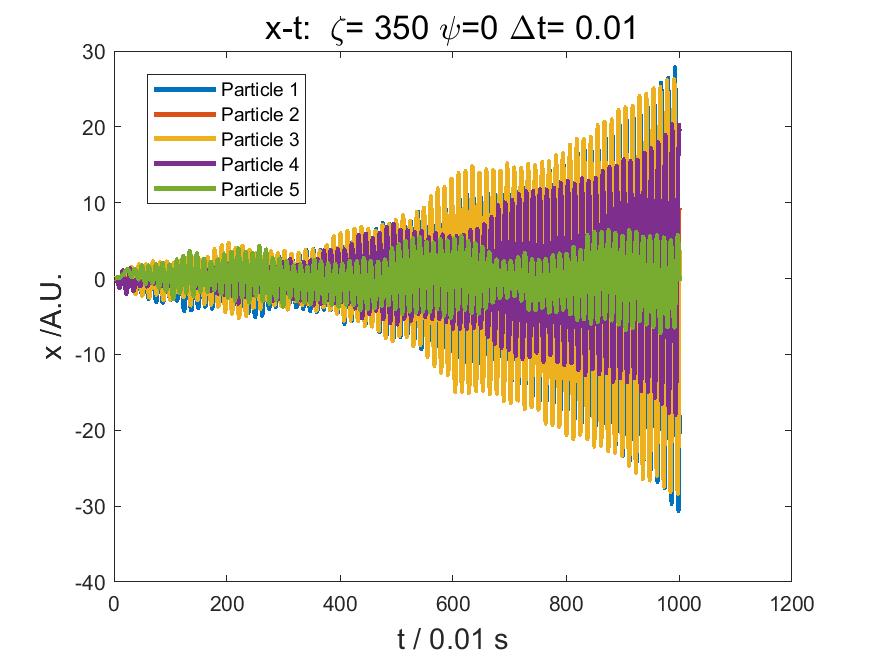 x-t: ζ= 350 ψ=0 Δt= 0.01
30
20
10
0
-10
-20
-30
-40
Particle 1
Particle 2
Particle 3
Particle 4
Particle 5
x /A.U.
0 200 400 600 800 1000 1200
t / 0.01 s